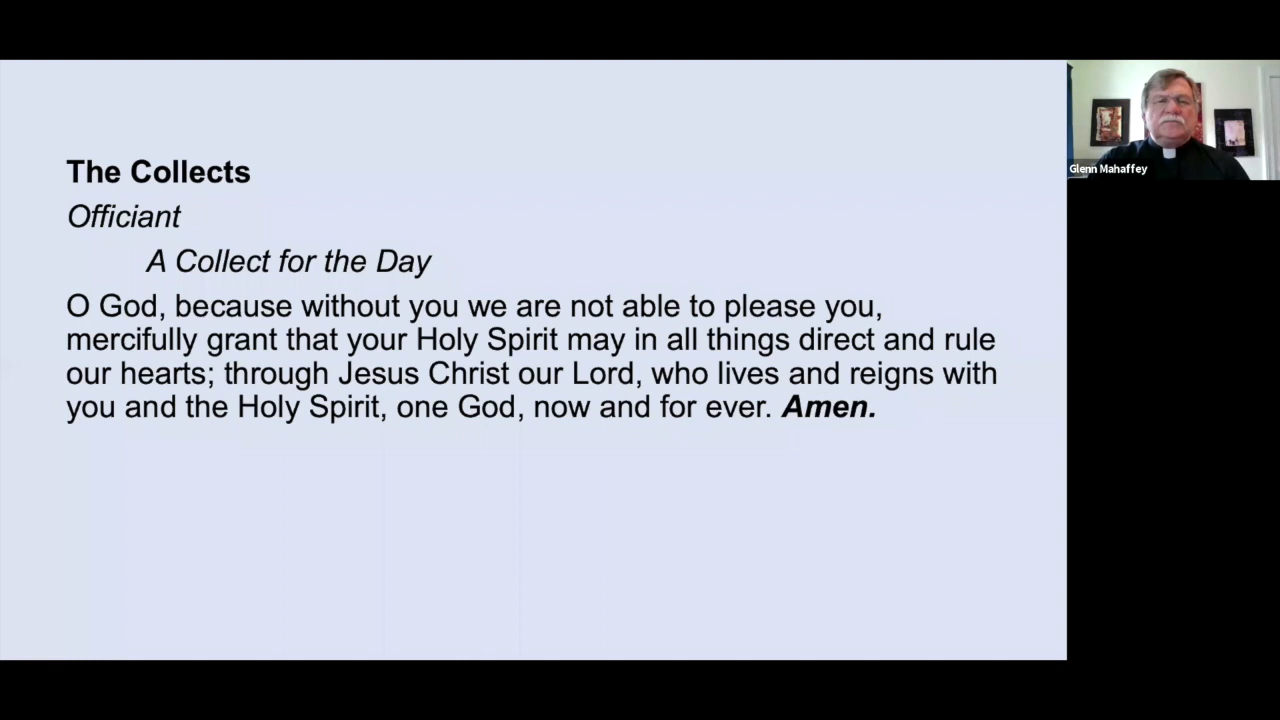 The Collects
Officiant
A Collect for the Day
O God, because without you we are not able to please you,
mercifully grant that your Holy Spirit may in all things direct and rule
our hearts; through Jesus Christ our Lord, who lives and reigns with
you and the Holy Spirit, one God, now and for ever. Amen.
Glenn Mahaffey